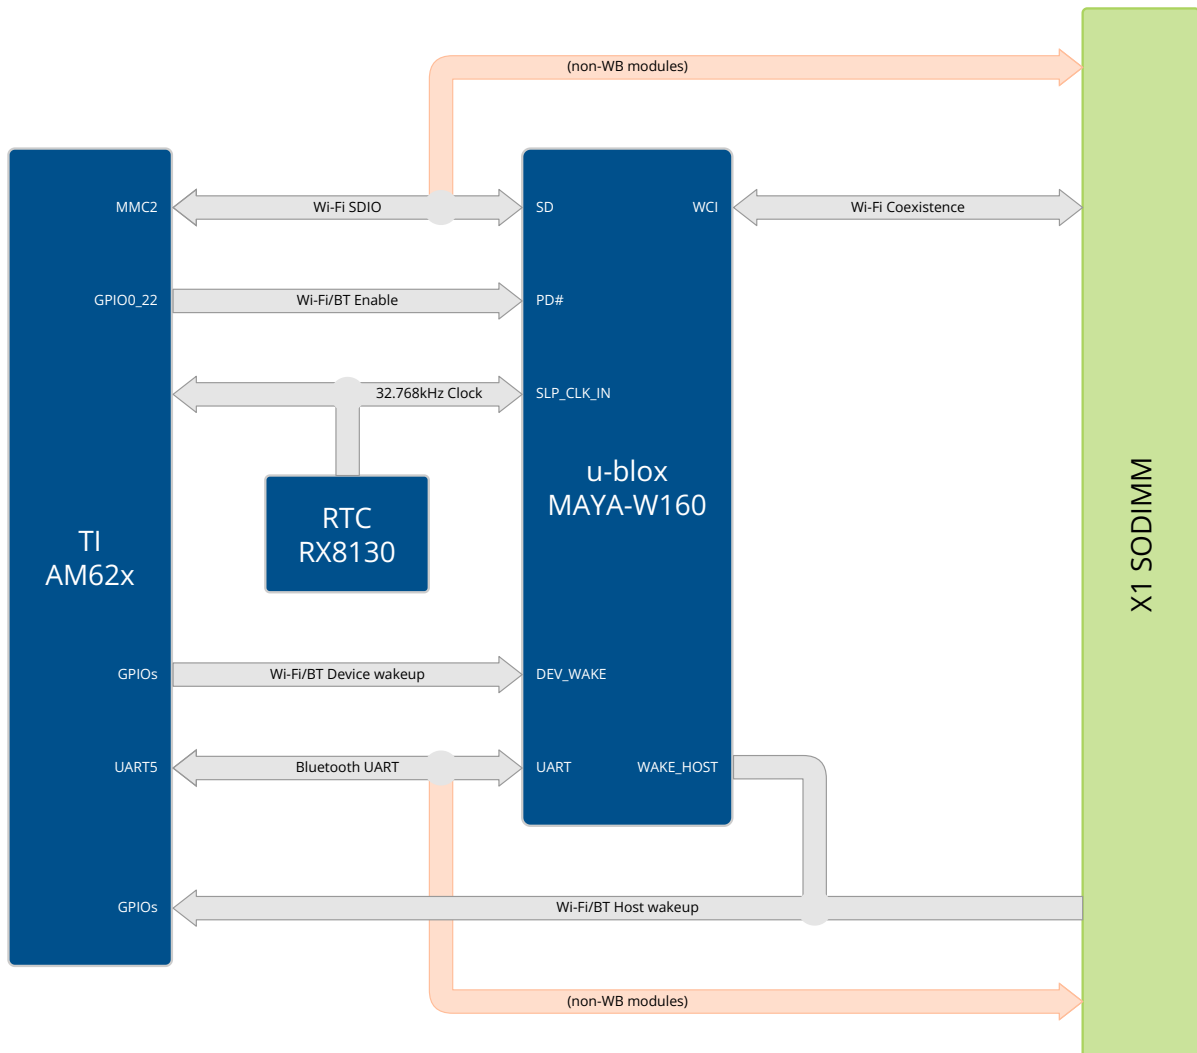 (non-WB modules)
MMC2
Wi-Fi SDIO
SD
WCI
Wi-Fi Coexistence
GPIO0_22
Wi-Fi/BT Enable
PD#
32.768kHz Clock
SLP_CLK_IN
u-blox
MAYA-W160
RTC
RX8130
TI
AM62x
X1 SODIMM
GPIOs
Wi-Fi/BT Device wakeup
DEV_WAKE
UART5
Bluetooth UART
UART
WAKE_HOST
GPIOs
Wi-Fi/BT Host wakeup
(non-WB modules)